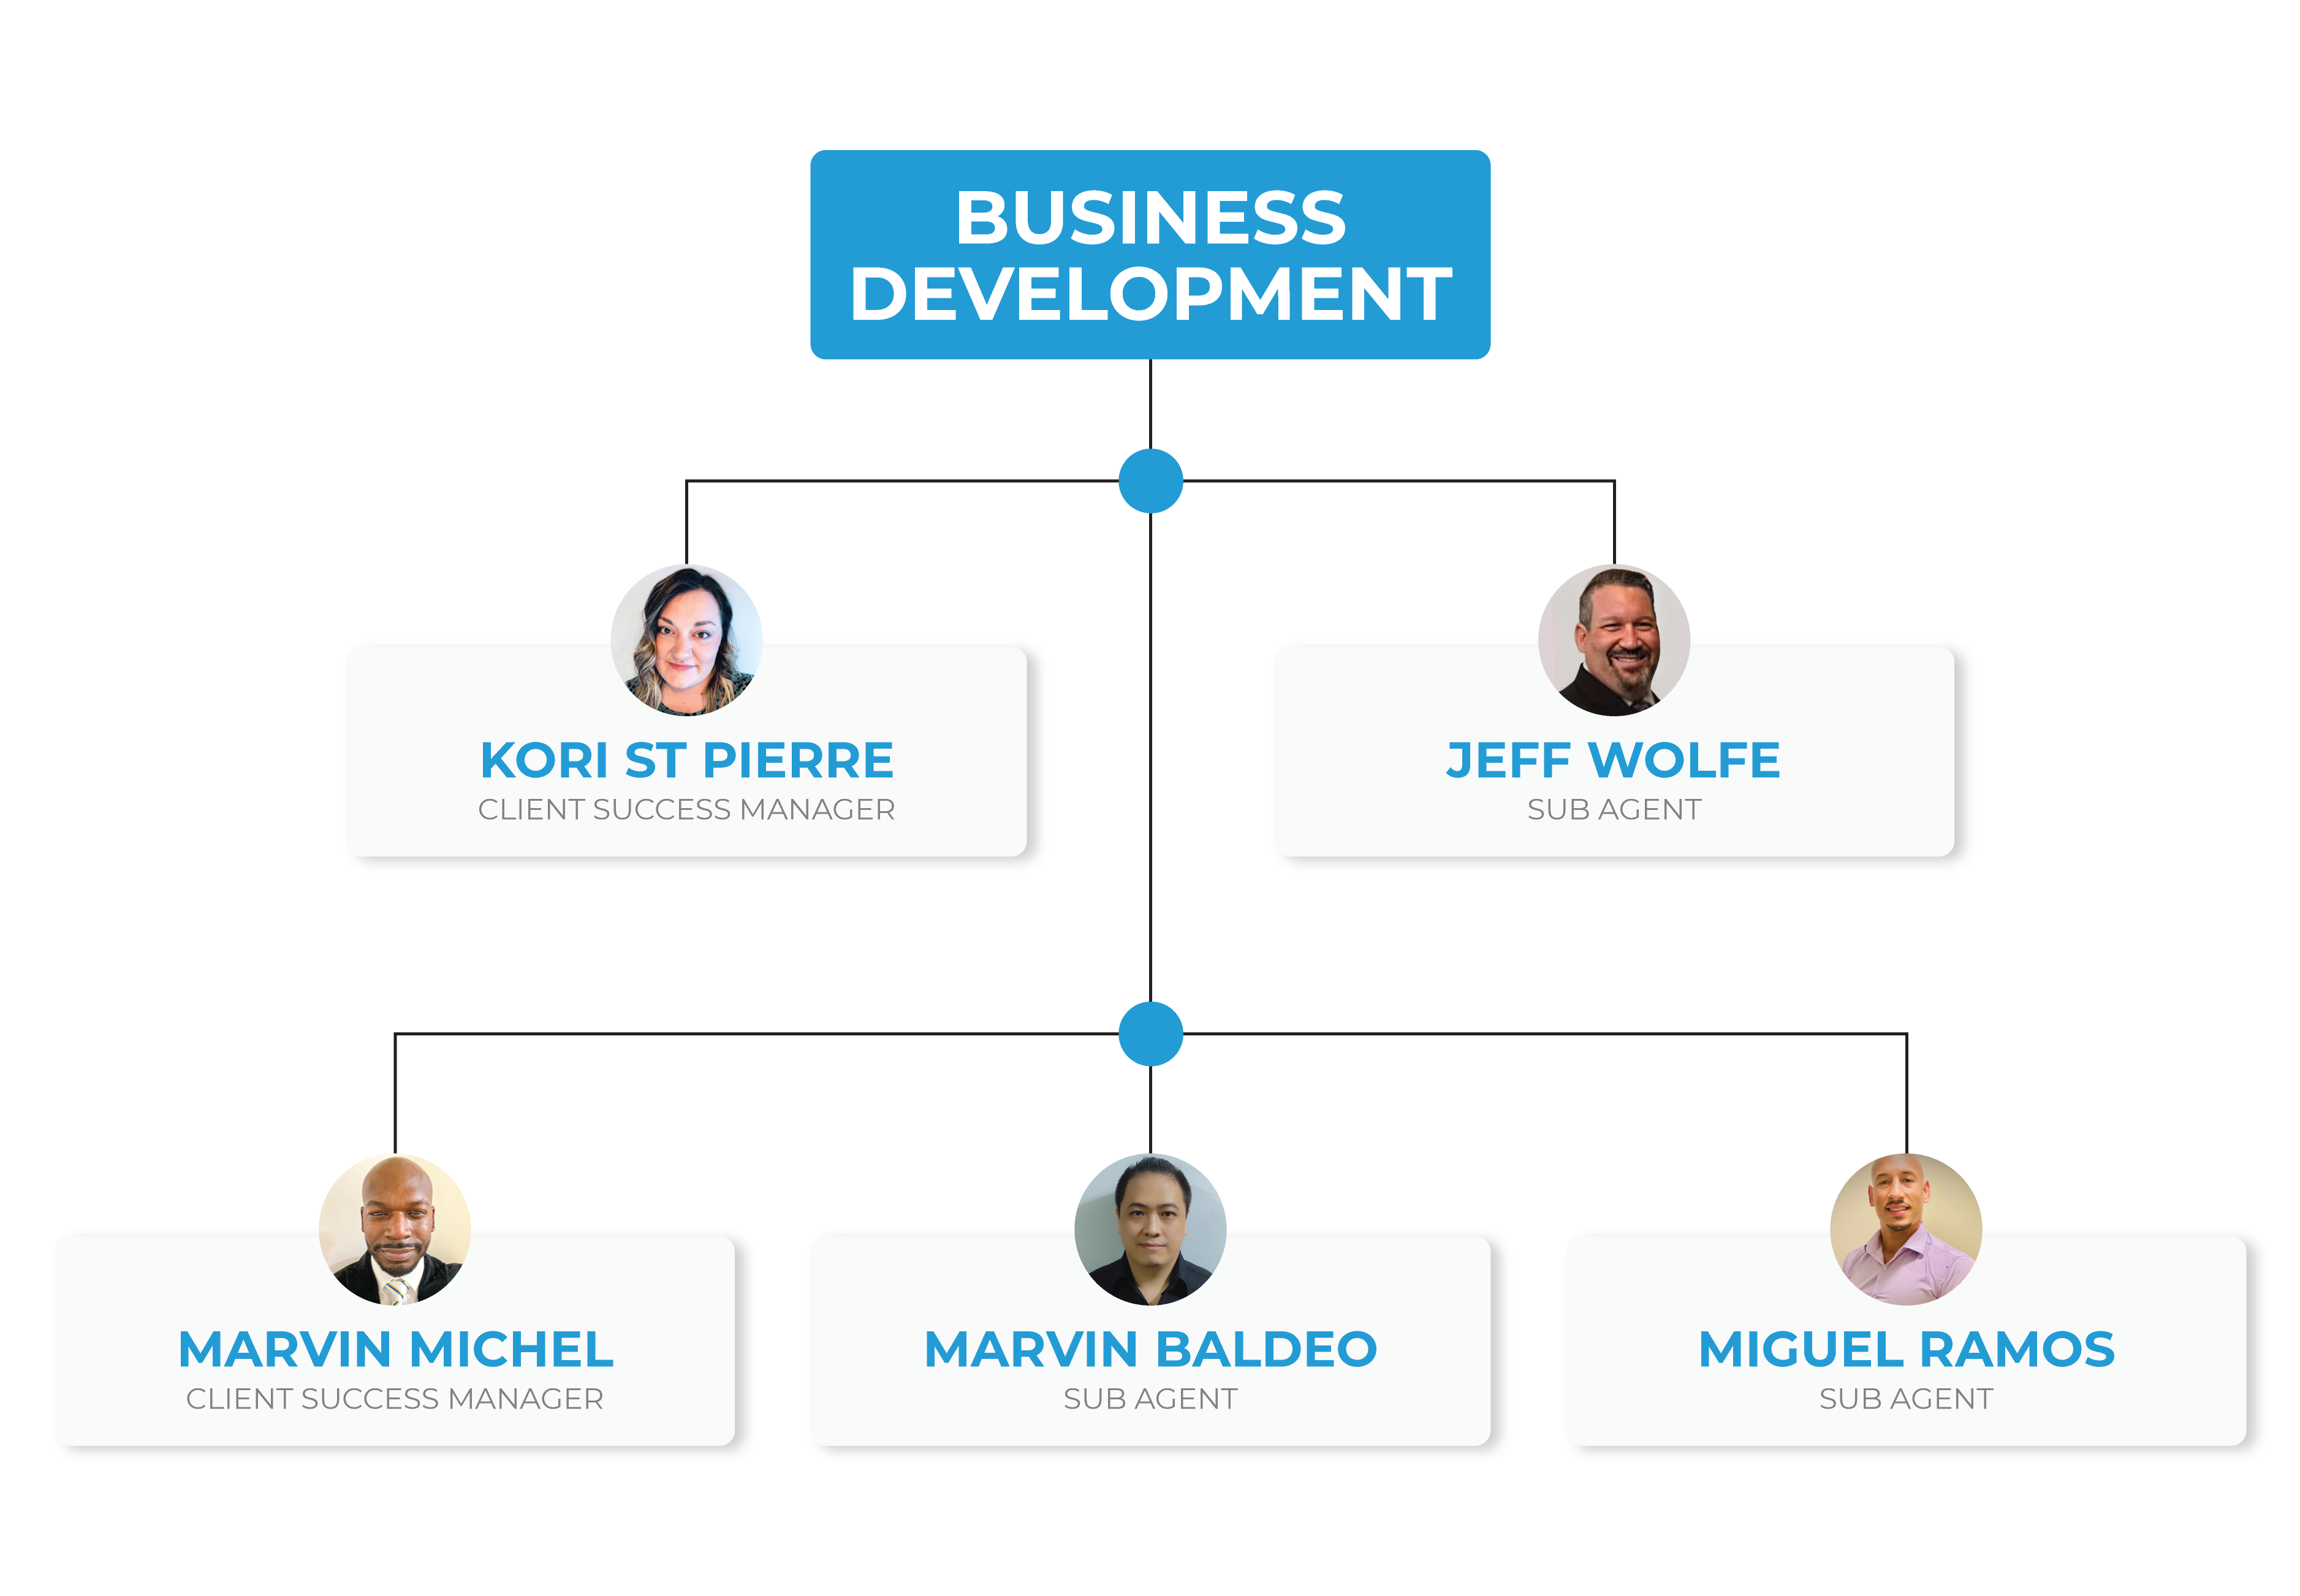 BUSINESS
DEVELOPMENT
KORI ST PIERRE
CLIENT SUCCESS MANAGER
JEFF WOLFE
SUB AGENT
MARVIN MICHEL
CLIENT SUCCESS MANAGER
MARVIN BALDEO
SUB AGENT
MIGUEL RAMOS
SUB AGENT